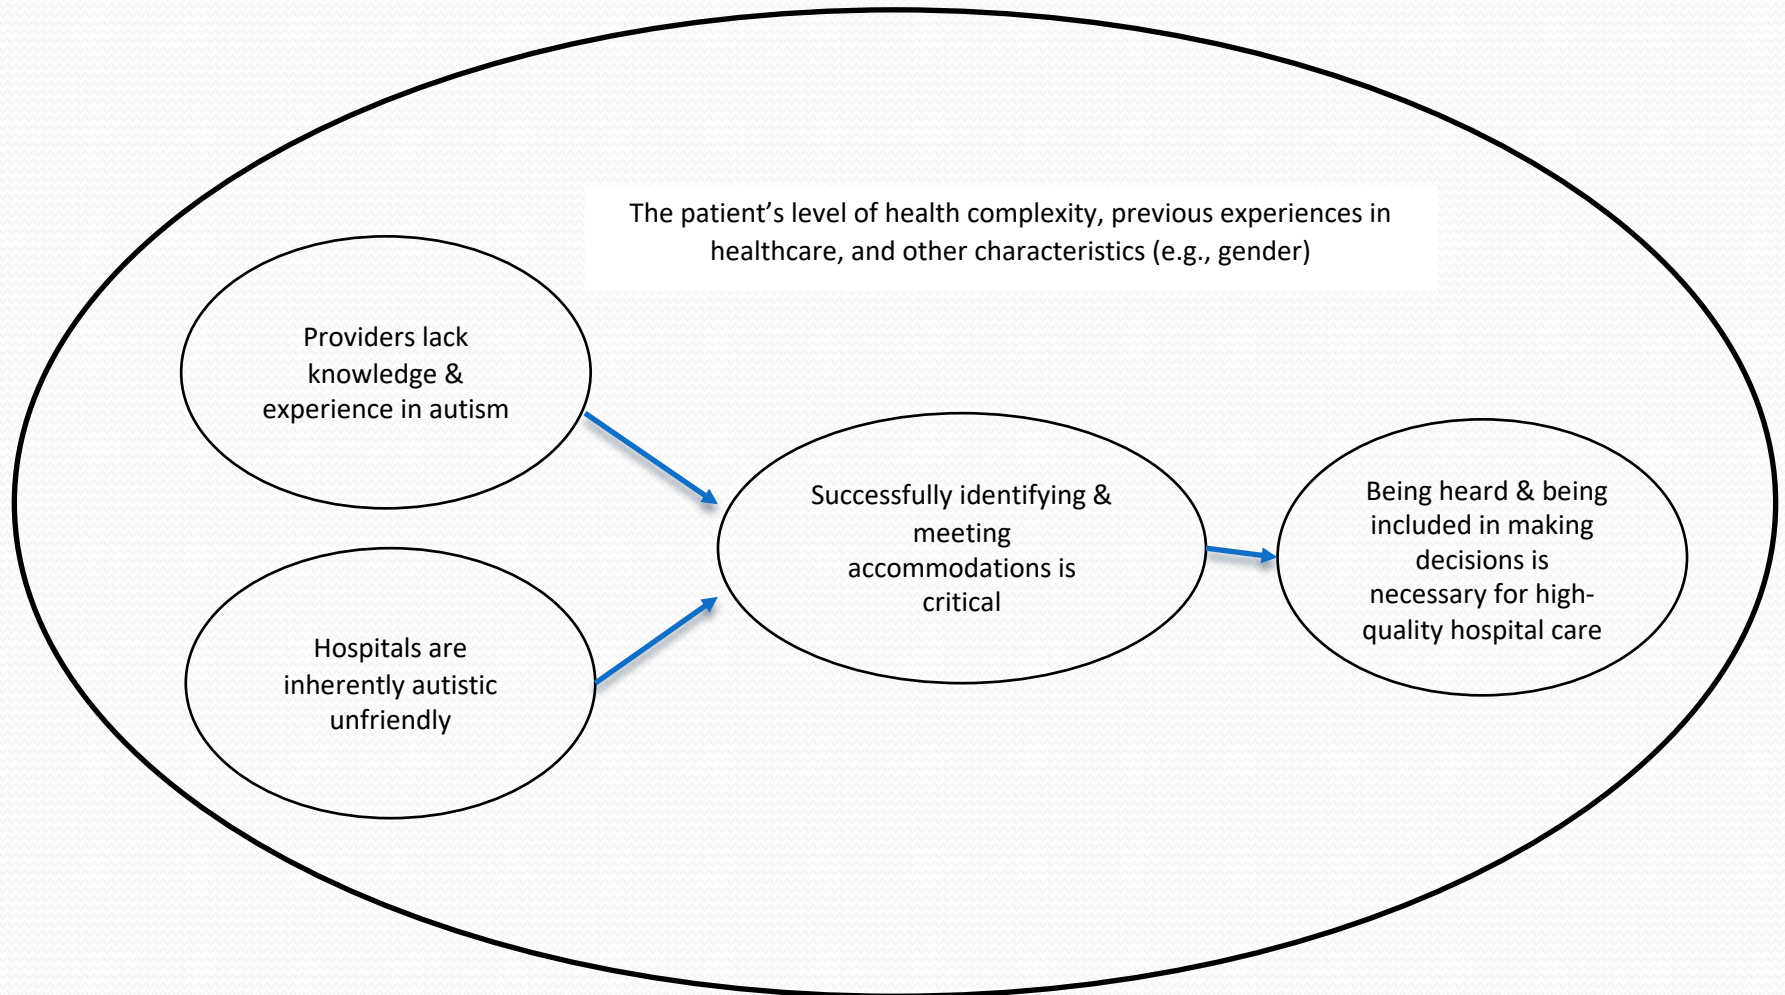 The patient’s level of health complexity, previous experiences in
healthcare, and other characteristics (e.g., gender)
Providers lack
knowledge &
experience in autism
Hospitals are
inherently autistic
unfriendly
Successfully identifying &
meeting
accommodations is
critical
Being heard & being
included in making
decisions is
necessary for high-
quality hospital care